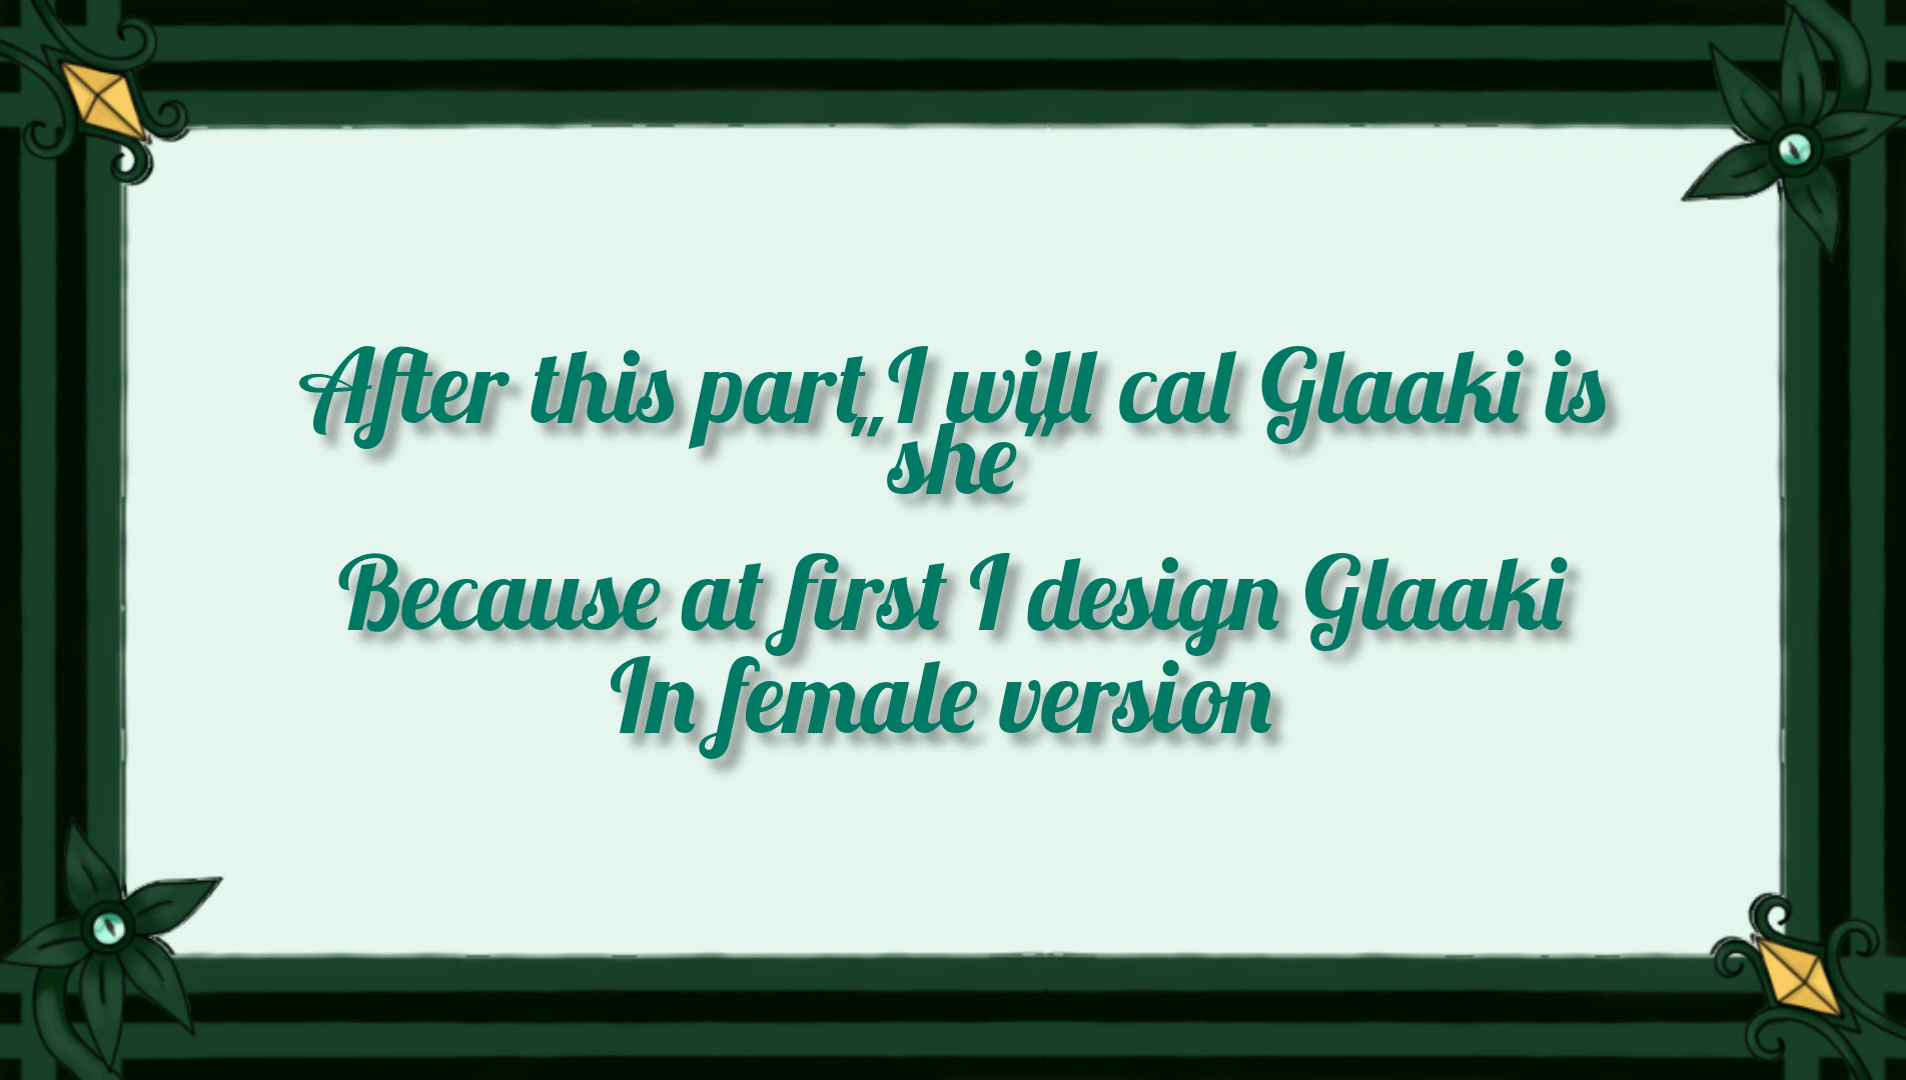 After this part I will cal Glaaki is
"she"
Because at first I design Glaaki
In female version